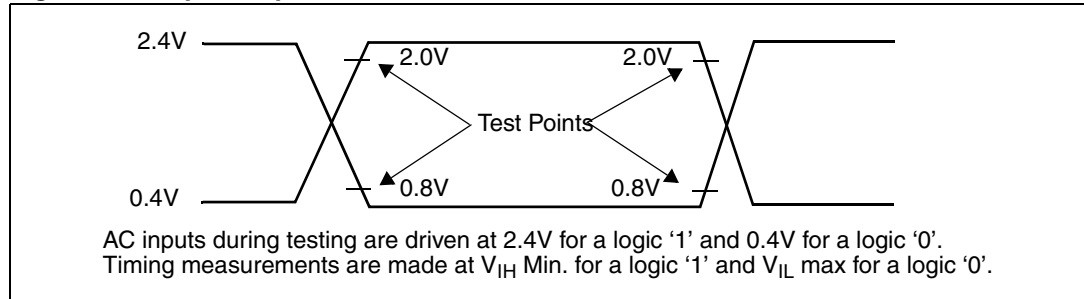 2.4V
2.0V 2.0V
Test Points
0.4V 0.8V 0.8V
AC inputs during testing are driven at 2.4V for a logic ‘1’ and 0.4V for a logic ‘0’.
Timing measurements are made at VIH Min. for a logic ‘1’ and VIL max for a logic ‘0’.